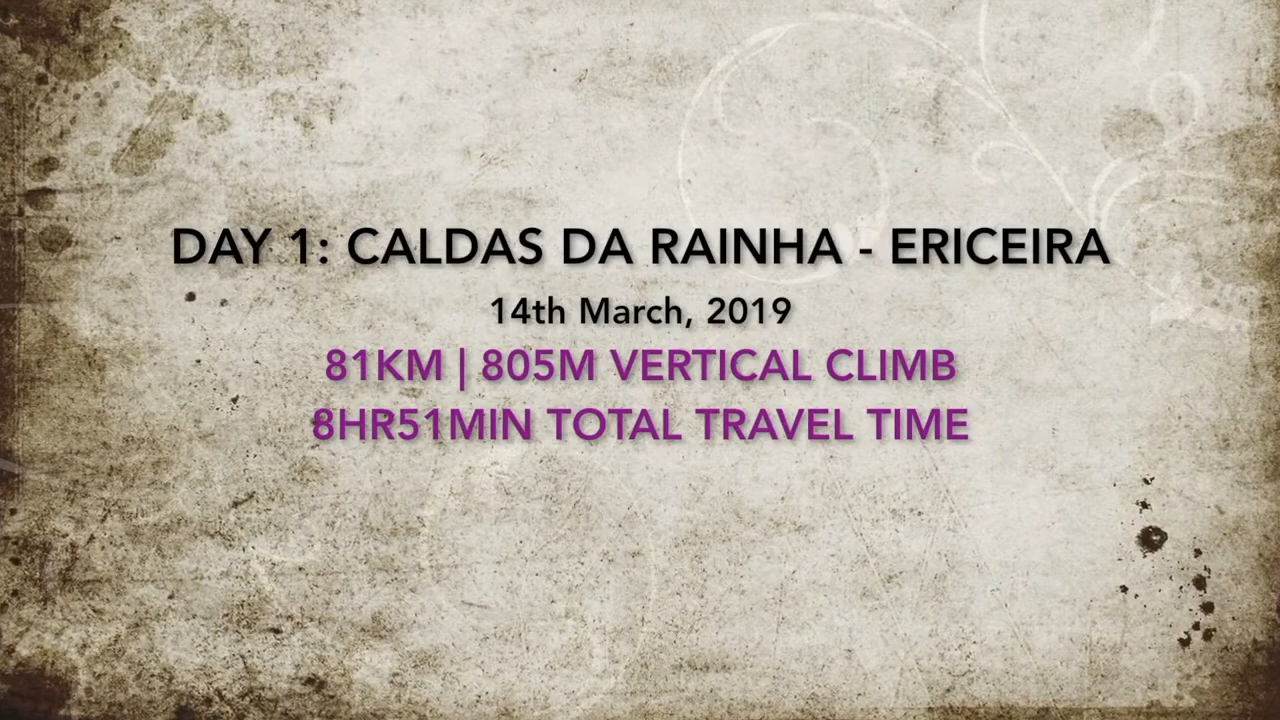 DAY 1: CALDAS DA RAINHA - ERICEIRA
14th March, 2019
81KM | 805M VERTICAL CLIMB
8HR51MIN TOTAL TRAVEL TIME